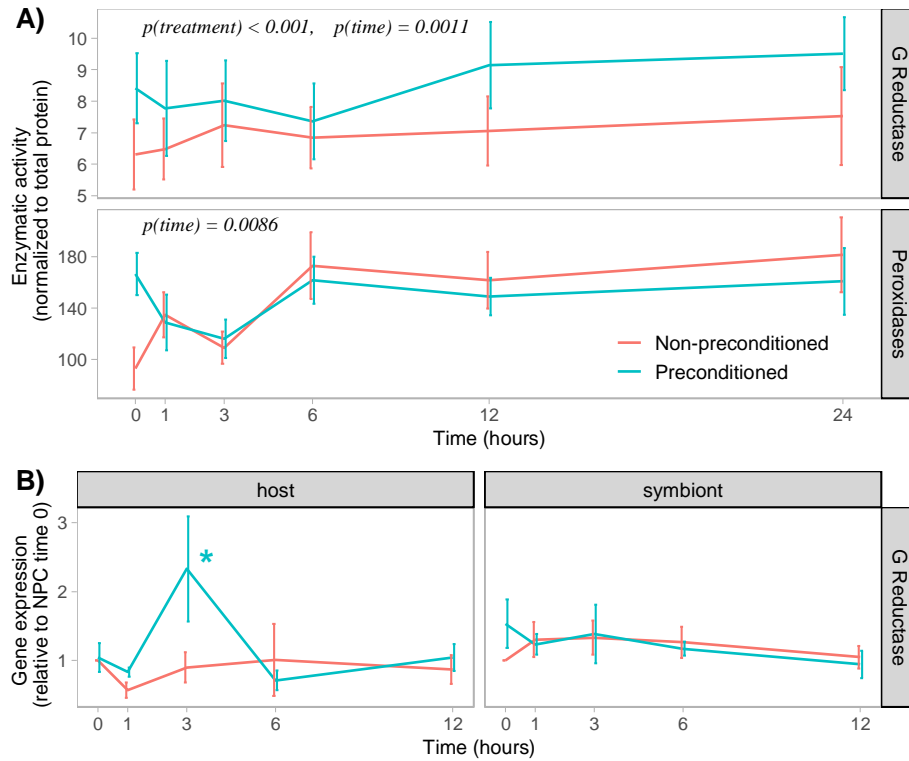 A)
p(treatment) < 0.001, p(time) = 0.0011
10
9
8
7
6
5
G Reductase
Enzymatic activity
(normalized to total protein)
p(time) = 0.0086
180
140
100
Peroxidases
Non-preconditioned
Preconditioned
0 1 3 6 12 24
Time (hours)
B)
host symbiont
3
2
1
Gene expression
(relative to NPC time 0)
*
G Reductase
0 1 3 6 12 0 1 3 6 12
Time (hours) Time (hours)